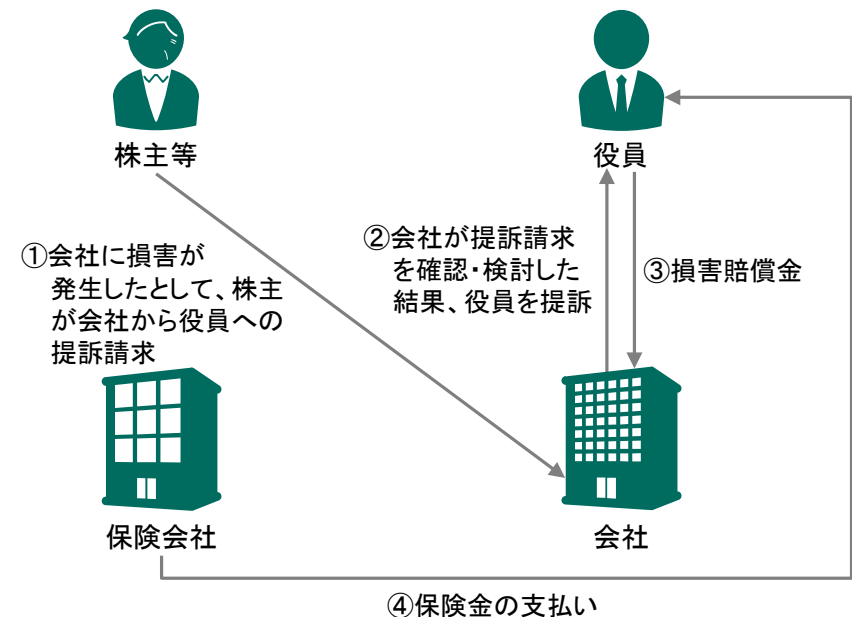 株主等
役員
①会社に損害が
発生したとして、株主
が会社から役員への
提訴請求
②会社が提訴請求
を確認・検討した
結果、役員を提訴
③損害賠償金
保険会社
会社
④保険金の支払い